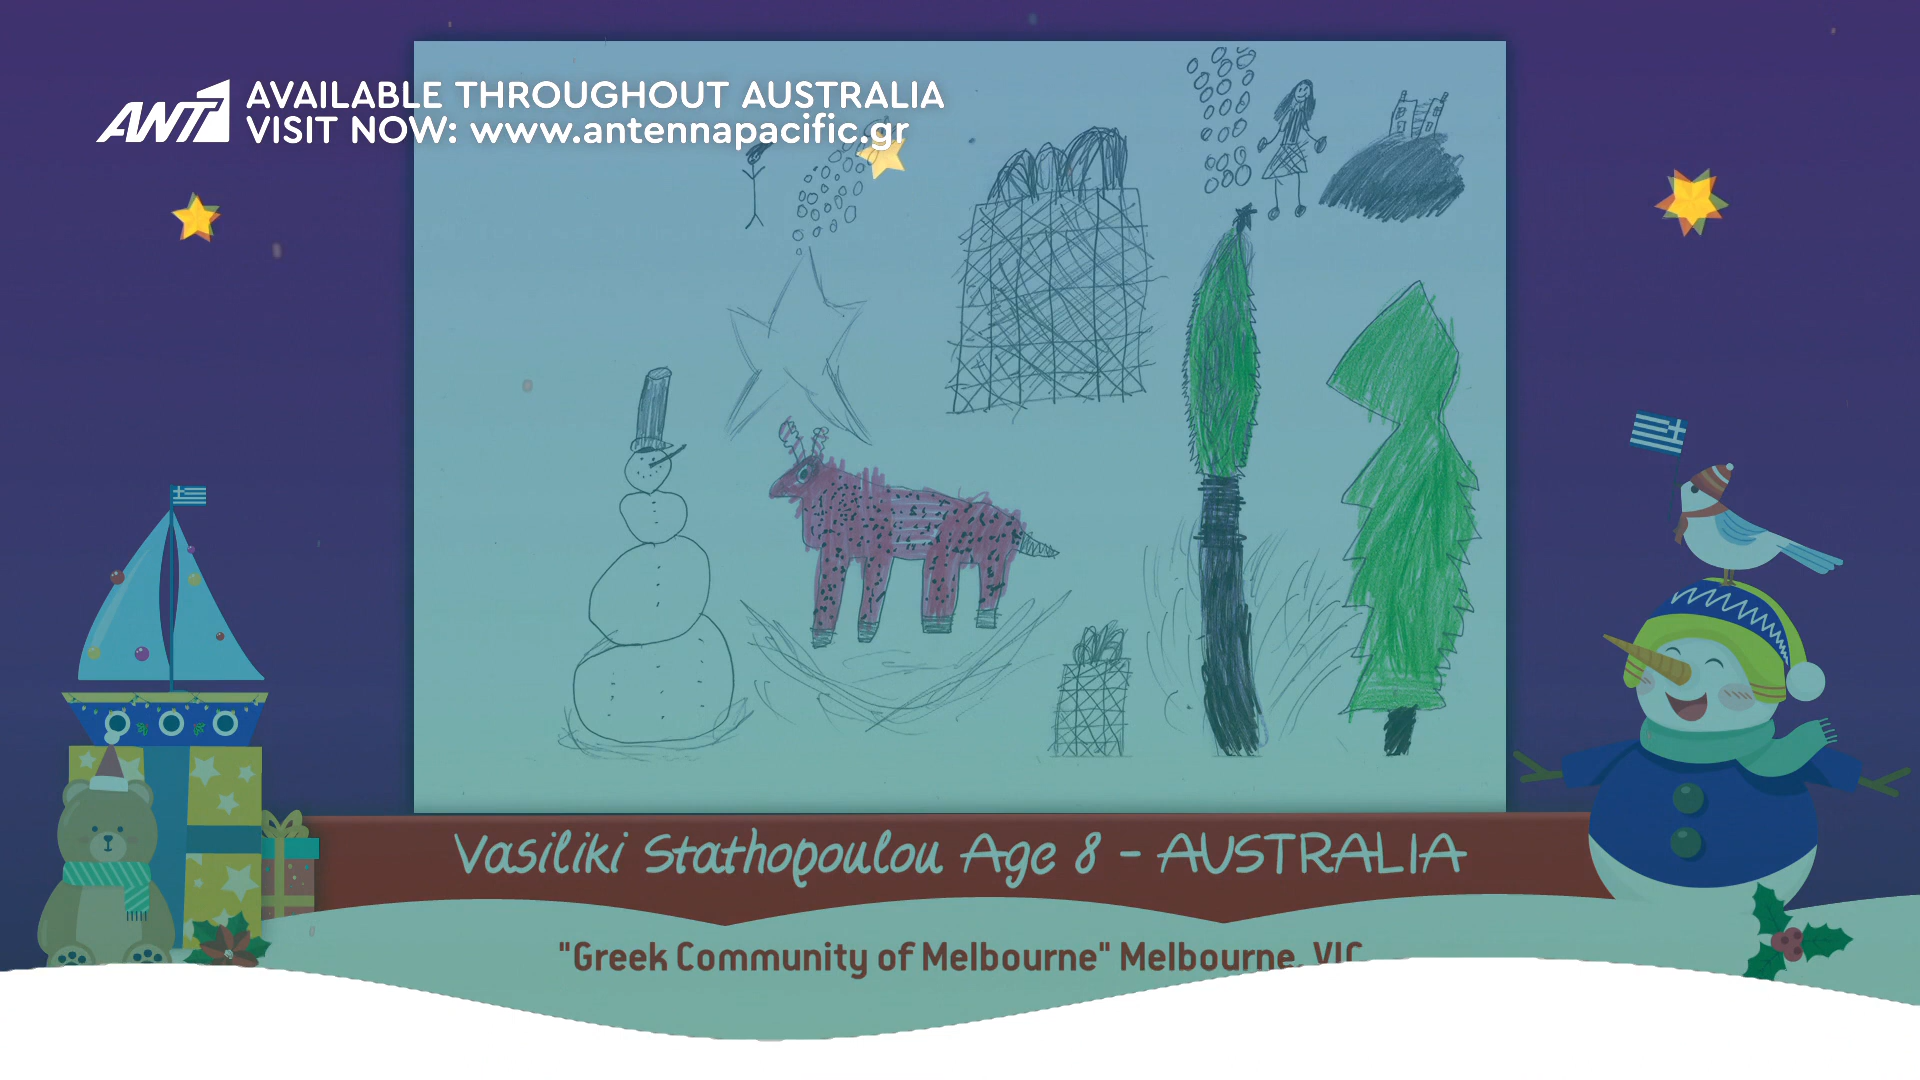 ANT1 AVAILABLE THROUGHOUT AUSTRALIA
VISIT NOW: www.antennapacific.gr
Vasiliki Stathopoulou Age 8 - AUSTRALIA
"Greek Community of Melbourne" Melbourne, VIC